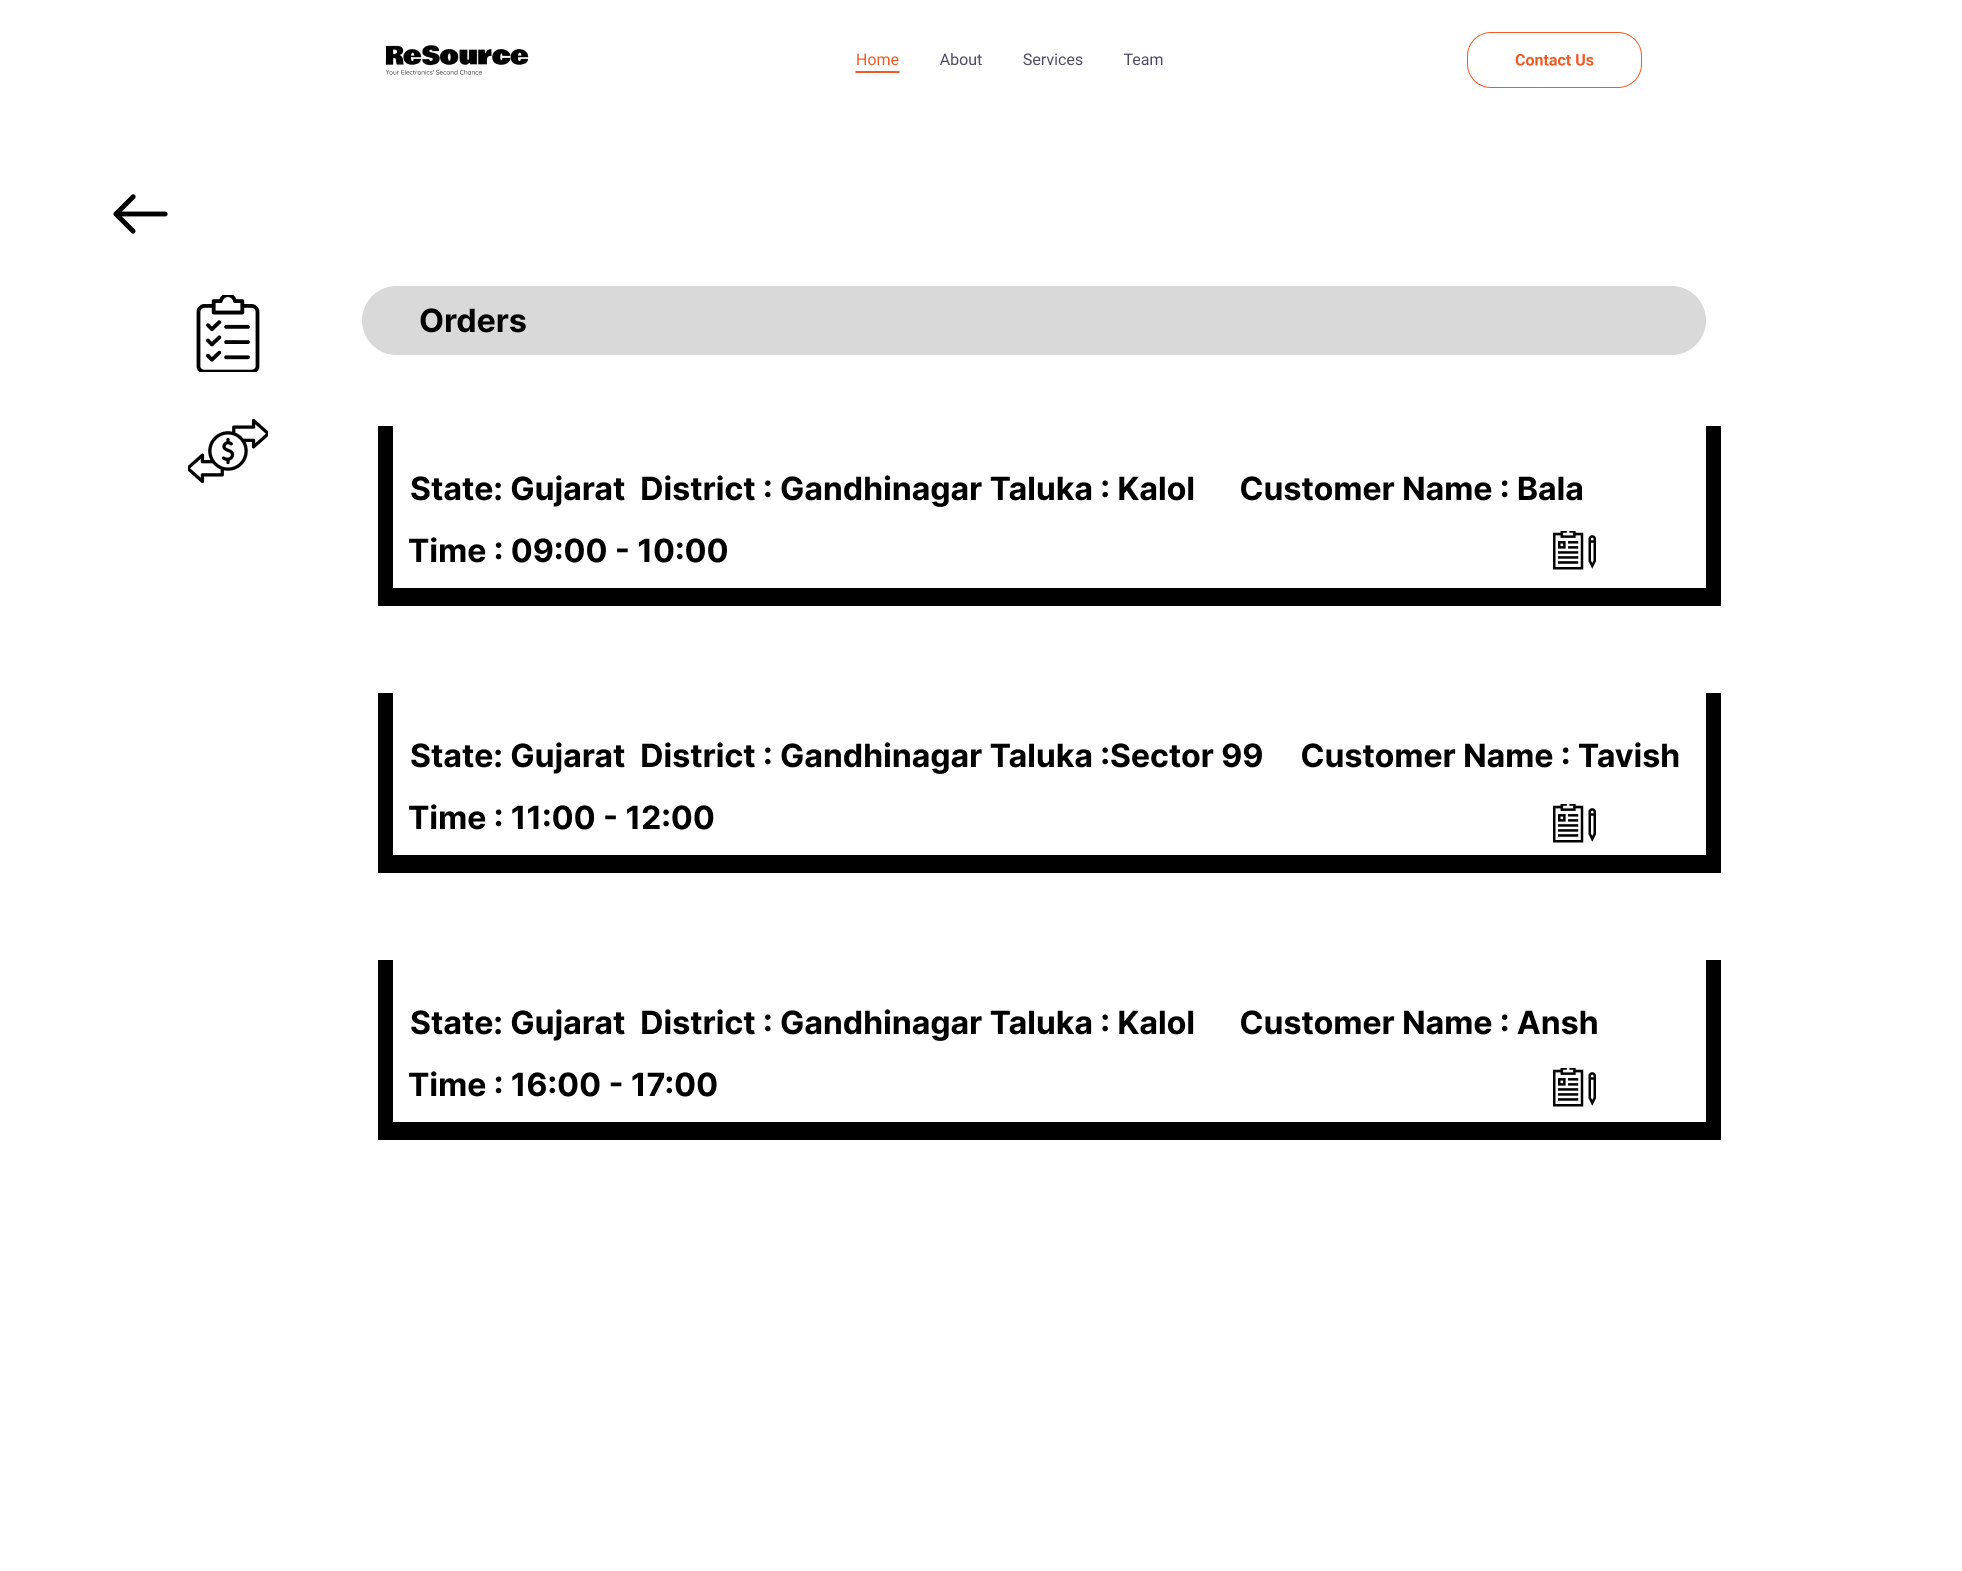 ReSource
Your Electronics' Second Chance
Home About Services Team
Contact Us
Orders
State: Gujarat District : Gandhinagar Taluka : Kalol Customer Name : Bala
Time : 09:00 - 10:00
State: Gujarat District : Gandhinagar Taluka :Sector 99 Customer Name : Tavish
Time : 11:00 - 12:00
State: Gujarat District : Gandhinagar Taluka : Kalol Customer Name : Ansh
Time : 16:00 - 17:00